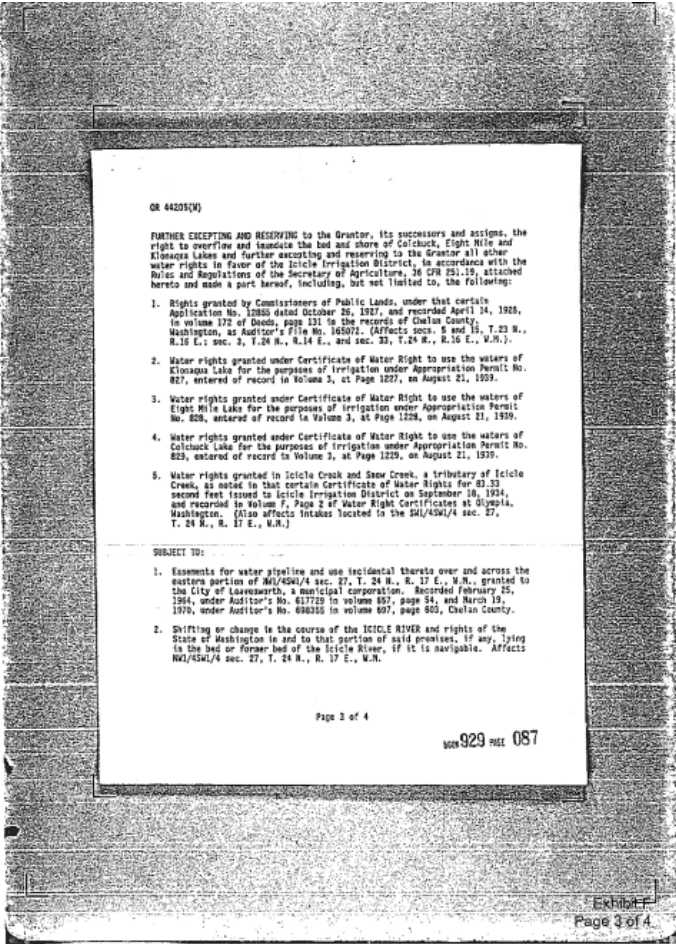 OR 44205(W)
FURTHER EXCEPTING AND RESERVING to the Grantor, its successors and assigns, the
right to overflow and inundate the bed and shore of Colchuck, Eight Mile and
Klonaqua Lakes and further excepting and reserving to the Grantor all other
water rights in favor of the Icicle Irrigation District, in accordance with the
Rules and Regulations of the Secretary of Agriculture, 36 CFR 251.19, attached
hereto and made a part hereof, including, but not limited to, the following:
1. Rights granted by Commissioners of Public Lands, under that certain
Application No. 12855 dated October 26, 1927, and recorded April 14, 1928,
in volume 172 of Deeds, page 131 in the records of Chelan County,
Washington, as Auditor's File No. 165072. (Affects secs. 5 and 15, T.23 N.,
R.16 E.; sec. 3, T.24 N., R.14 E., and sec. 33, T.24 N., R.16 E., W.M.).
2. Water rights granted under Certificate of Water Right to use the waters of
Klonaqua Lake for the purposes of irrigation under Appropriation Permit No.
827, entered of record in Volume 3, at Page 1227, on August 21, 1939.
3. Water rights granted under Certificate of Water Right to use the waters of
Eight Mile Lake for the purposes of irrigation under Appropriation Permit
No. 828, entered of record in Volume 3, at Page 1228, on August 21, 1939.
4. Water rights granted under Certificate of Water Right to use the waters of
Colchuck Lake for the purposes of irrigation under Appropriation Permit No.
829, entered of record in Volume 3, at Page 1229, on August 21, 1939.
5. Water rights granted in Icicle Creek and Snow Creek, a tributary of Icicle
Creek, as noted in that certain Certificate of Water Rights for 83.33
second feet issued to Icicle Irrigation District on September 18, 1934,
and recorded in Volume F, Page 2 of Water Right Certificates at Olympia,
Washington. (Also affects intakes located in the SW1/4SW1/4 sec. 27,
T. 24 N., R. 17 E., W.M.)
SUBJECT TO:
1. Easements for water pipeline and use incidental thereto over and across the
eastern portion of NW1/4SW1/4 sec. 27, T. 24 N., R. 17 E., W.M., granted to
the City of Leavenworth, a municipal corporation. Recorded February 25,
1964, under Auditor's No. 617729 in volume 657, page 54, and March 19,
1970, under Auditor's No. 698355 in volume 697, page 603, Chelan County.
2. Shifting or change in the course of the ICICLE RIVER and rights of the
State of Washington in and to that portion of said premises, if any, lying
in the bed or former bed of the Icicle River, if it is navigable. Affects
NW1/4SW1/4 sec. 27, T. 24 N., R. 17 E., W.M.
Page 3 of 4
BOOK 929 PAGE 087
Exhibit F
Page 3 of 4